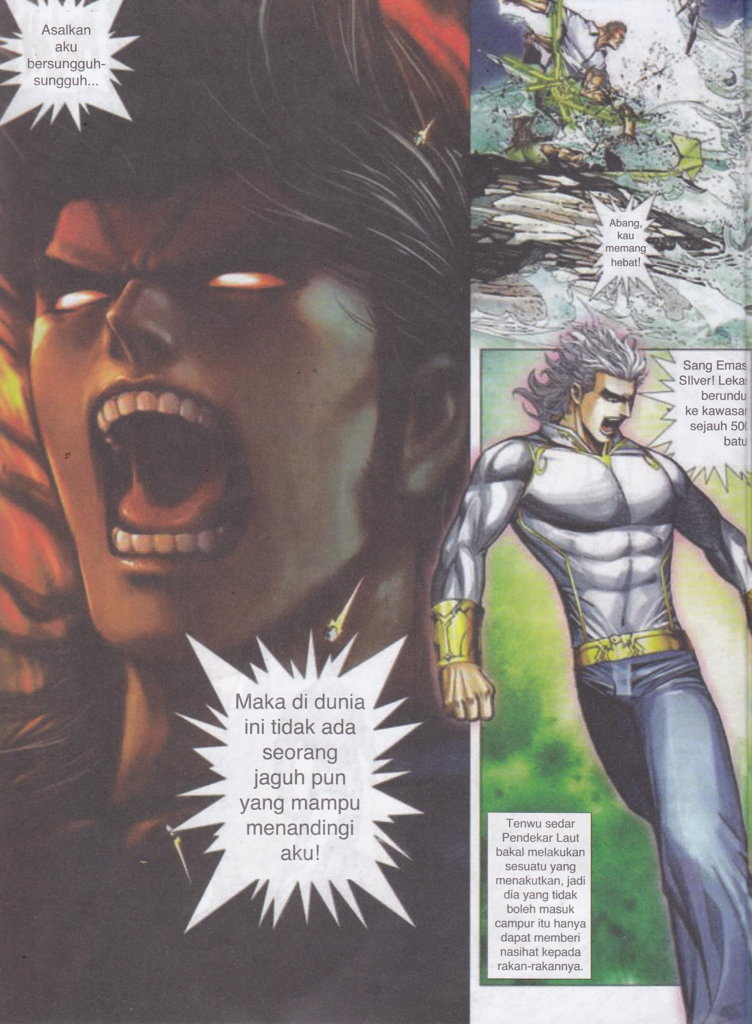 Asalkan
aku
bersungguh-
sungguh...
Maka di dunia
ini tidak ada
seorang
jaguh pun
yang mampu
menandingi
aku!
Abang,
kau
memang
hebat!
Sang Emas
SIlver! Leka
berundu
ke kawasa
sejauh 50
batu
Tenwu sedar
Pendekar Laut
bakal melakukan
sesuatu yang
menakutkan, jadi
dia yang tidak
boleh masuk
campur itu hanya
dapat memberi
nasihat kepada
rakan-rakannya.